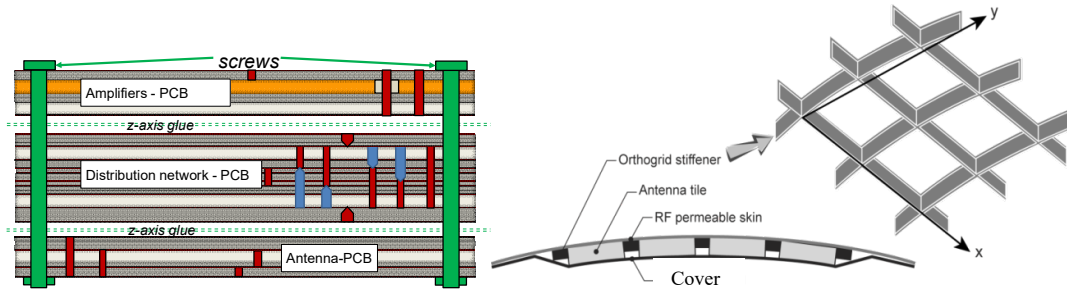 screws
Amplifiers - PCB
z-axis glue
Distribution network - PCB
z-axis glue
Antenna-PCB
y
Orthogrid stiffener
Antenna tile
RF permeable skin
x
Cover